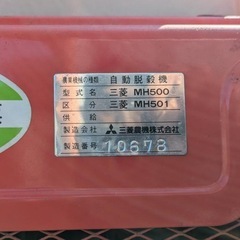 農業機械の種類 自動脱穀機
型式名 三菱 MH500
区分 三菱 MH501
供給
製造会社 三菱農機株式会社
製造番号 10678